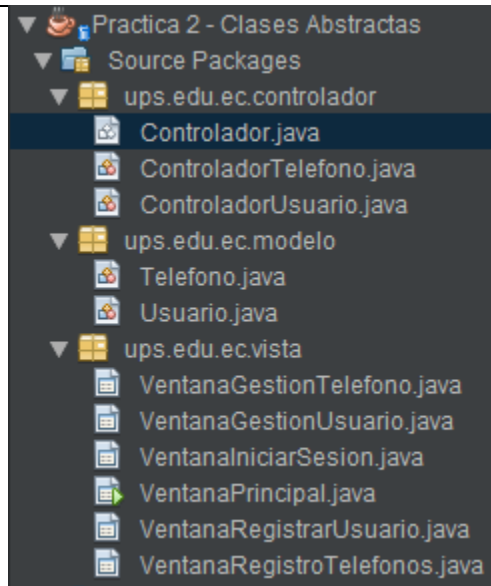 Practica 2 - Clases Abstractas
Source Packages
ups.edu.ec.controlador
Controlador.java
ControladorTelefono.java
ControladorUsuario.java
ups.edu.ec.modelo
Telefono.java
Usuario.java
ups.edu.ec.vista
VentanaGestionTelefono.java
VentanaGestionUsuario.java
VentanaIniciarSesion.java
VentanaPrincipal.java
VentanaRegistrarUsuario.java
VentanaRegistroTelefonos.java